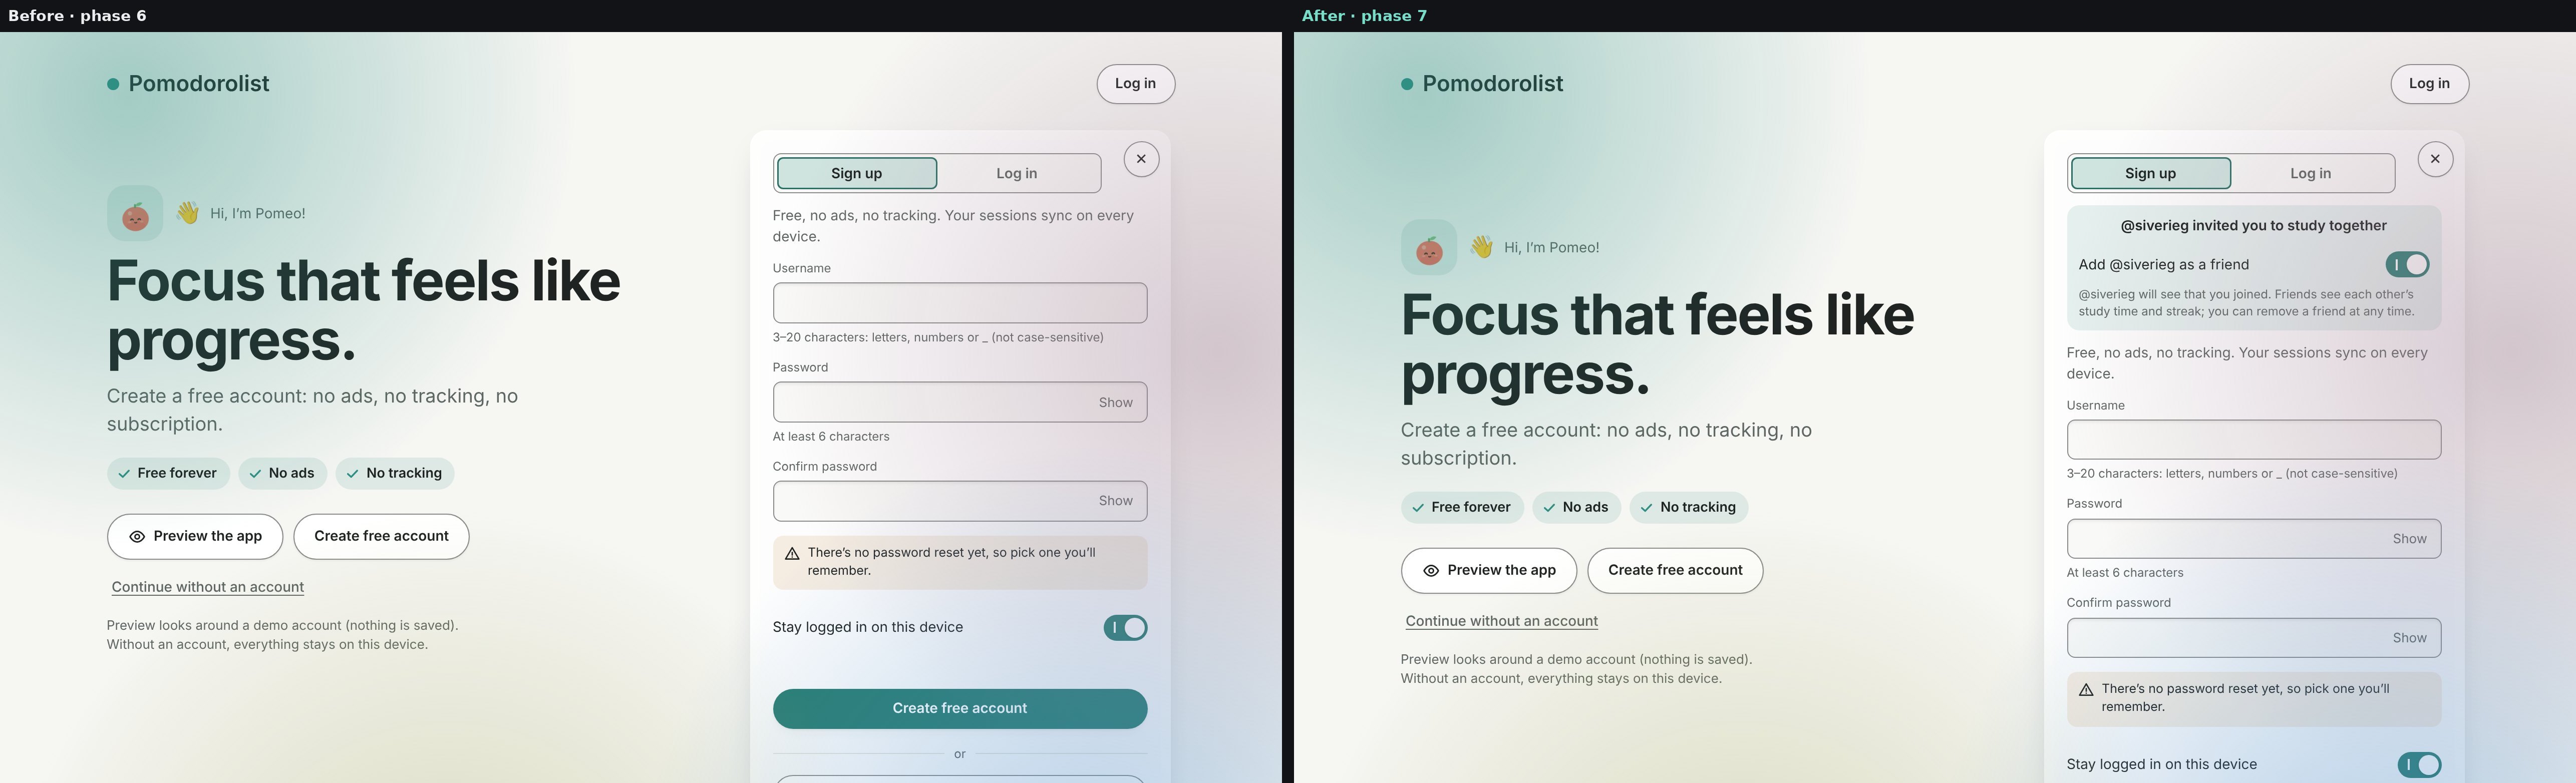 Before · phase 6
Pomodorolist
Log in
Sign up
Log in
Hi, I’m Pomeo!
Focus that feels like
progress.
Create a free account: no ads, no tracking, no
subscription.
Free forever
No ads
No tracking
Preview the app
Create free account
Continue without an account
Preview looks around a demo account (nothing is saved).
Without an account, everything stays on this device.
Free, no ads, no tracking. Your sessions sync on every
device.
Username
3–20 characters: letters, numbers or _ (not case-sensitive)
Password
Show
At least 6 characters
Confirm password
Show
There’s no password reset yet, so pick one you’ll
remember.
Stay logged in on this device
Create free account
or
After · phase 7
Pomodorolist
Log in
Sign up
Log in
Hi, I’m Pomeo!
Focus that feels like
progress.
Create a free account: no ads, no tracking, no
subscription.
Free forever
No ads
No tracking
Preview the app
Create free account
Continue without an account
Preview looks around a demo account (nothing is saved).
Without an account, everything stays on this device.
@siverieg invited you to study together
Add @siverieg as a friend
@siverieg will see that you joined. Friends see each other’s
study time and streak; you can remove a friend at any time.
Free, no ads, no tracking. Your sessions sync on every
device.
Username
3–20 characters: letters, numbers or _ (not case-sensitive)
Password
Show
At least 6 characters
Confirm password
Show
There’s no password reset yet, so pick one you’ll
remember.
Stay logged in on this device